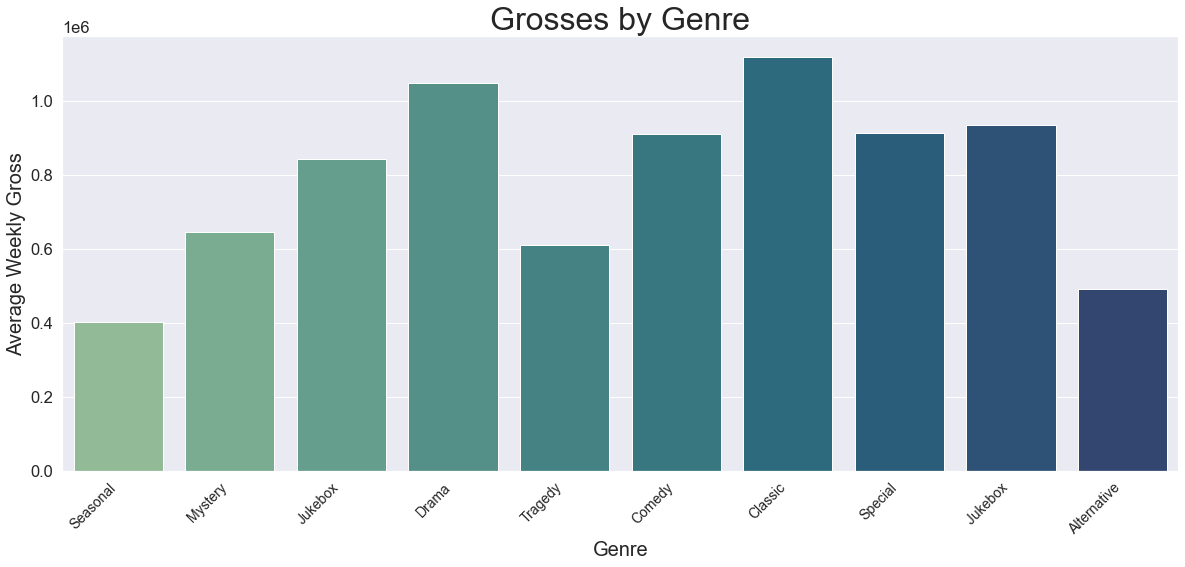 Grosses by Genre
1e6
1.0
0.8
0.6
0.4
0.2
0.0
Average Weekly Gross
Seasonal
Mystery
Jukebox
Drama
Tragedy
Comedy
Classic
Special
Jukebox
Alternative
Genre